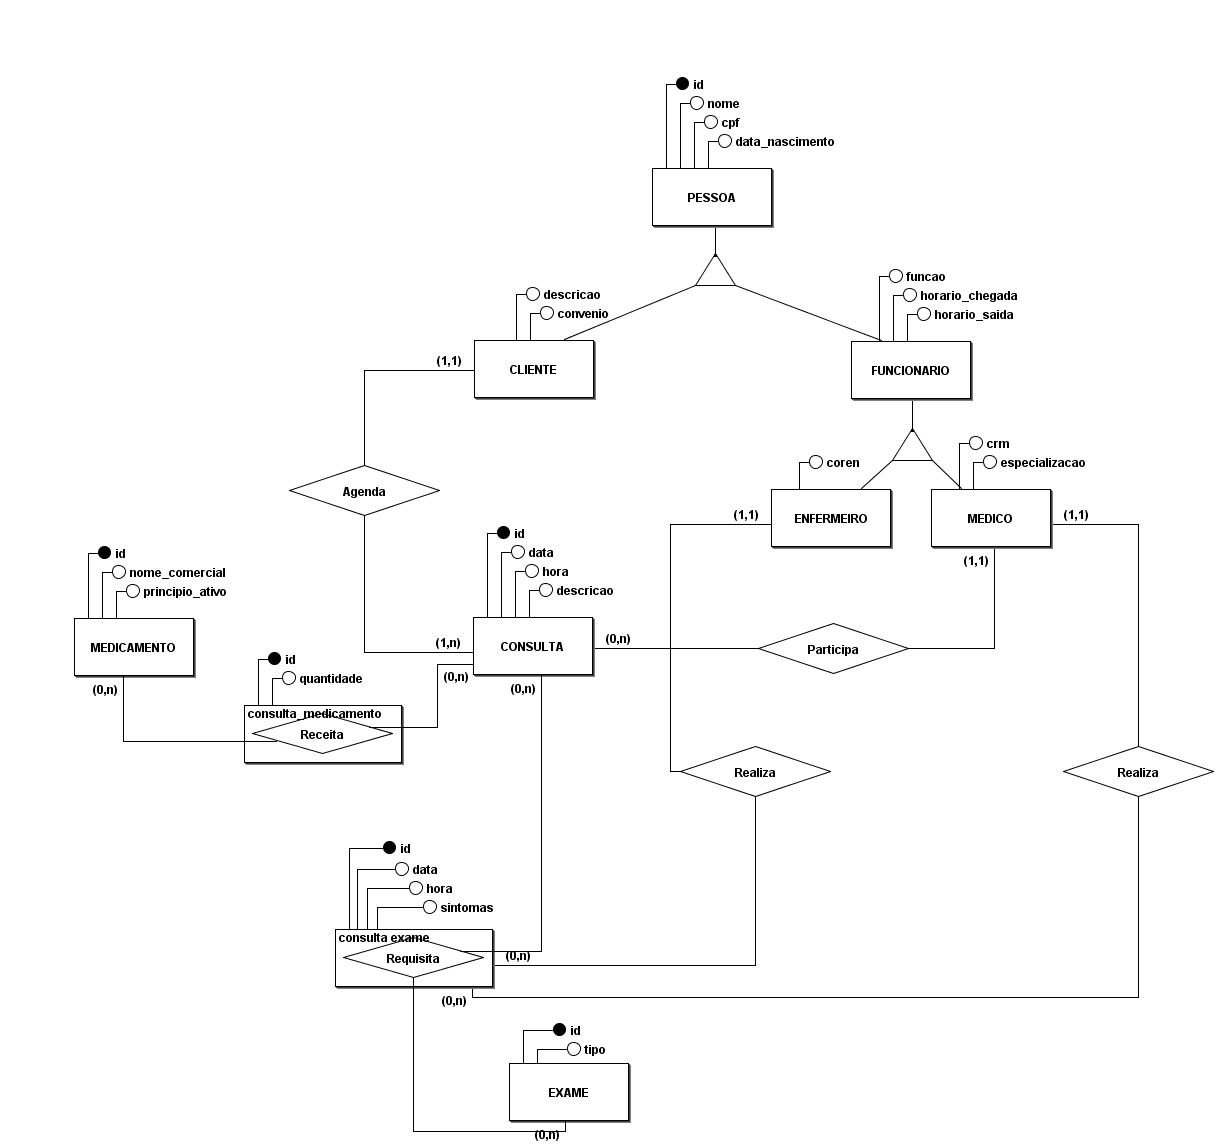 id
nome
cpf
data_nascimento
PESSOA
funcao
horario_chegada
horario_saida
descricao
convenio
(1,1)
CLIENTE
FUNCIONARIO
crm
especializacao
coren
Agenda
(1,1)
ENFERMEIRO
MEDICO
(1,1)
(1,1)
id
data
hora
descricao
id
nome_comercial
principio_ativo
MEDICAMENTO
(1,n)
CONSULTA
(0,n)
Participa
id
quantidade
(0,n)
(0,n)
(0,n)
consulta_medicamento
Receita
Realiza
Realiza
id
data
hora
sintomas
consulta exame
Requisita
(0,n)
(0,n)
id
tipo
EXAME
(0,n)